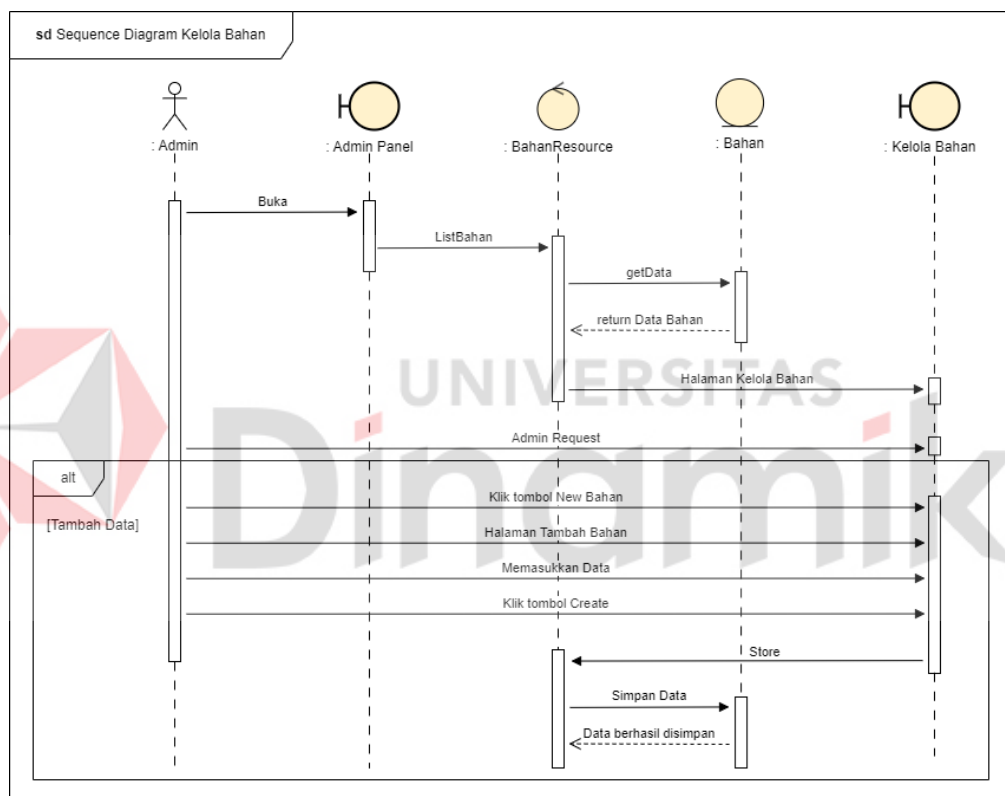 sd Sequence Diagram Kelola Bahan
: Admin
: Admin Panel
: BahanResource
: Bahan
: Kelola Bahan
Buka
ListBahan
getData
return Data Bahan
UNIVERSITAS
Halaman Kelola Bahan
Dinamik
Admin Request
alt
Klik tombol New Bahan
[Tambah Data]
Halaman Tambah Bahan
Memasukkan Data
Klik tombol Create
Store
Simpan Data
Data berhasil disimpan